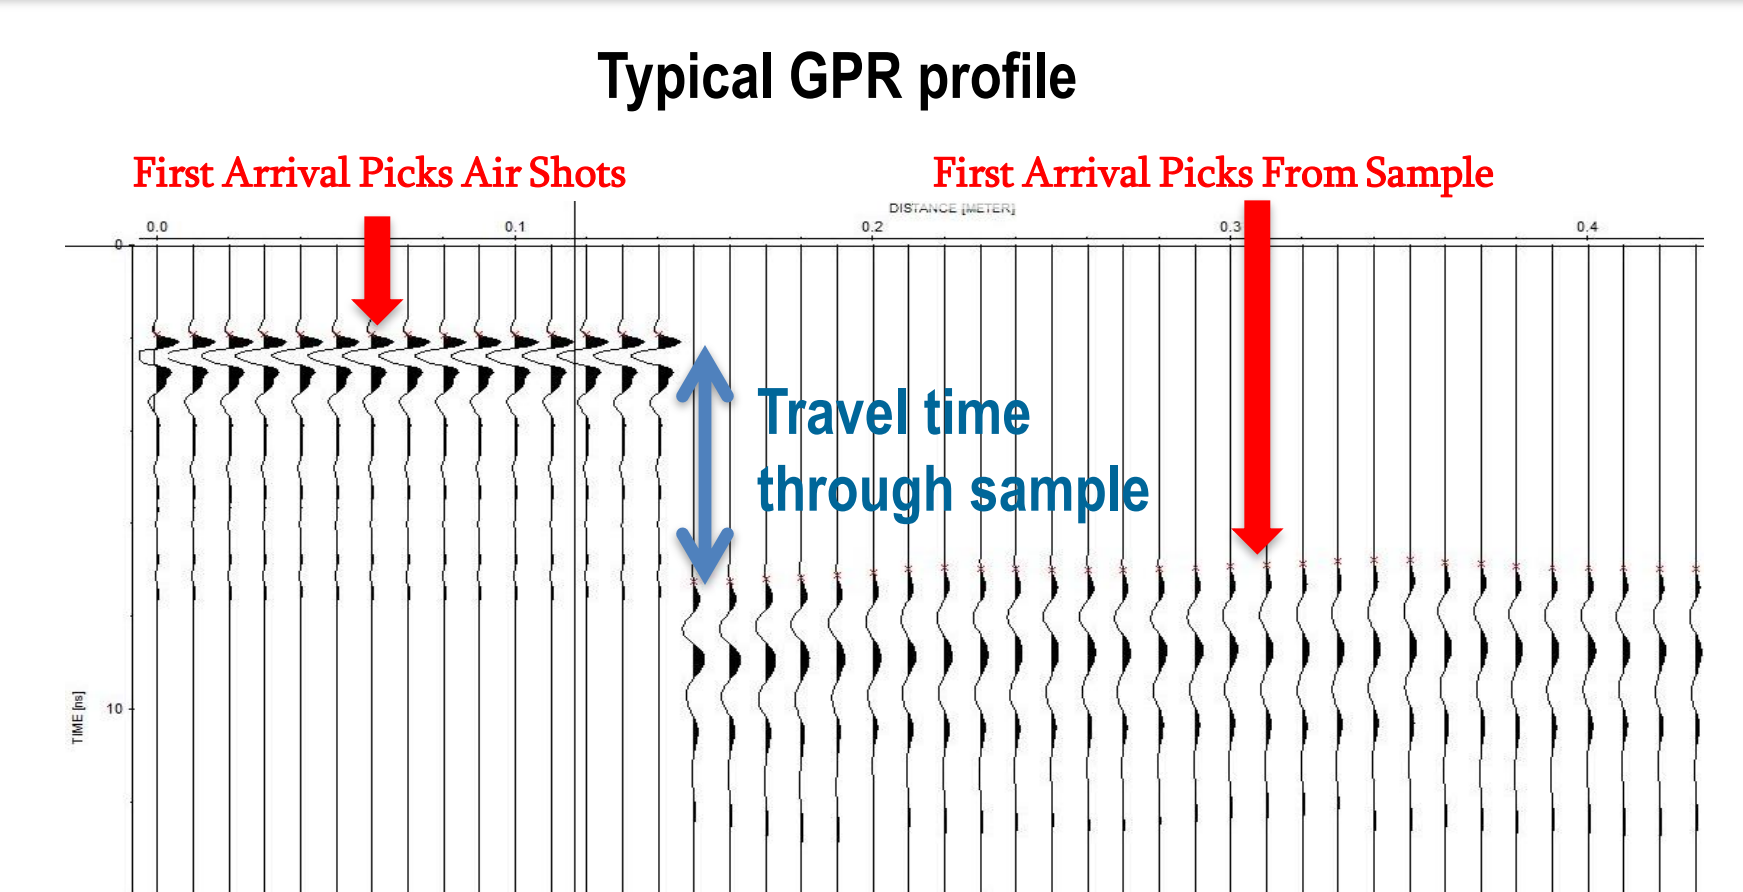 Typical GPR profile
First Arrival Picks Air Shots
First Arrival Picks From Sample
DISTANCE [METER]
0.0 0.1 0.2 0.3 0.4
0
Travel time
through sample
10
TIME [ns]